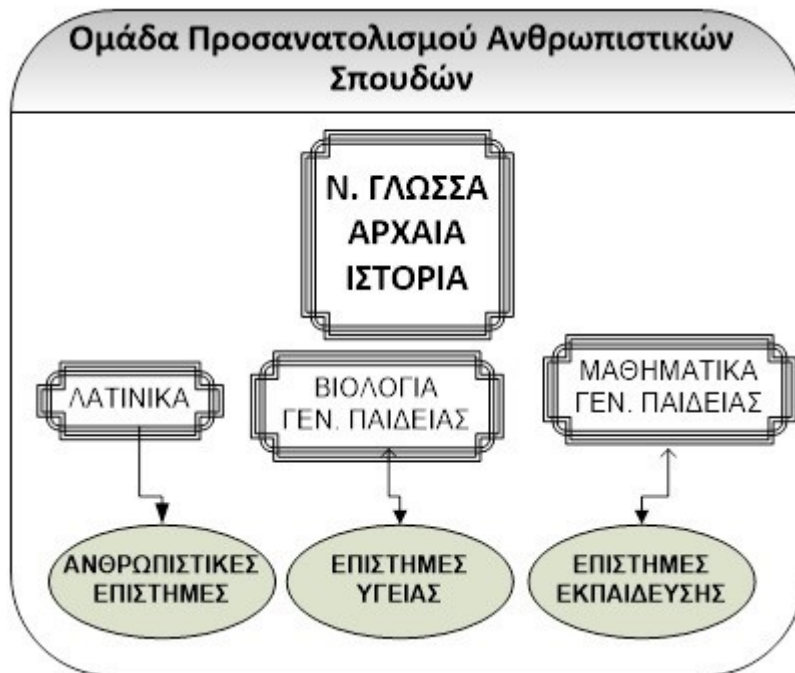 Ομάδα Προσανατολισμού Ανθρωπιστικών
Σπουδών
Ν. ΓΛΩΣΣΑ
ΑΡΧΑΙΑ
ΙΣΤΟΡΙΑ
ΛΑΤΙΝΙΚΑ
ΒΙΟΛΟΓΙΑ
ΓΕΝ. ΠΑΙΔΕΙΑΣ
ΜΑΘΗΜΑΤΙΚΑ
ΓΕΝ. ΠΑΙΔΕΙΑΣ
ΑΝΘΡΩΠΙΣΤΙΚΕΣ
ΕΠΙΣΤΗΜΕΣ
ΕΠΙΣΤΗΜΕΣ
ΥΓΕΙΑΣ
ΕΠΙΣΤΗΜΕΣ
ΕΚΠΑΙΔΕΥΣΗΣ